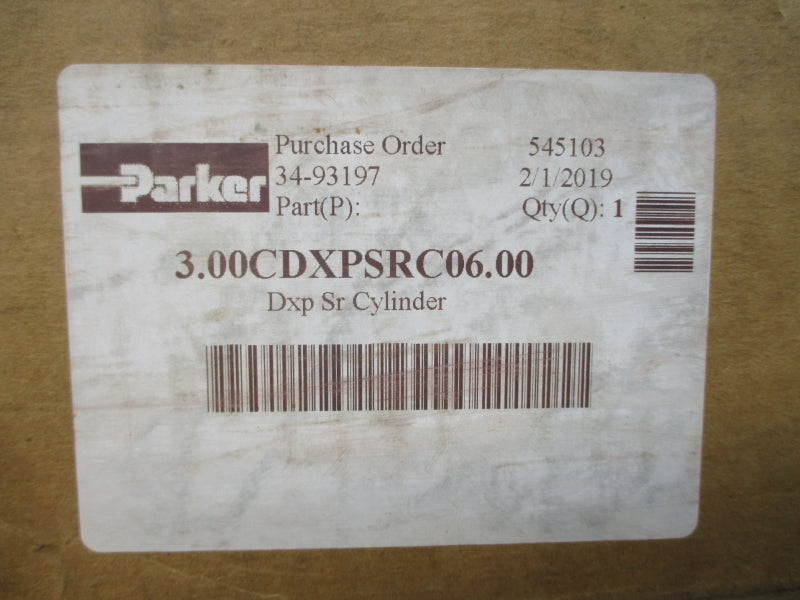 Parker
Purchase Order 545103
34-93197 2/1/2019
Part(P): Qty(Q): 1
3.00CDXPSRC06.00
Dxp Sr Cylinder